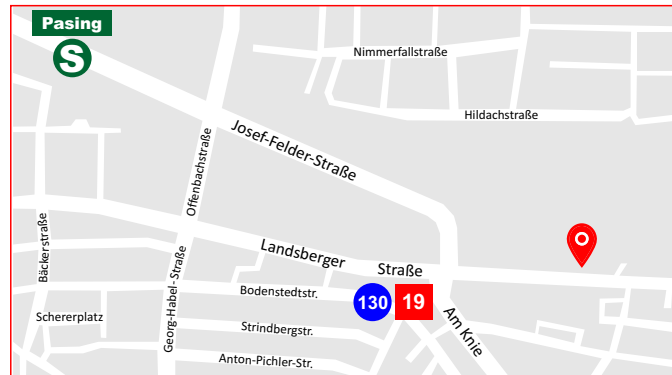 Pasing
S
Nimmerfallstraße
Hildachstraße
Josef-Felder-Straße
Offenbachstraße
Landsberger
Straße
Bäckerstraße
Georg-Habel-Straße
Bodenstedtstr.
130
19
Schererplatz
Strindbergstr.
Am Knie
Anton-Pichler-Str.